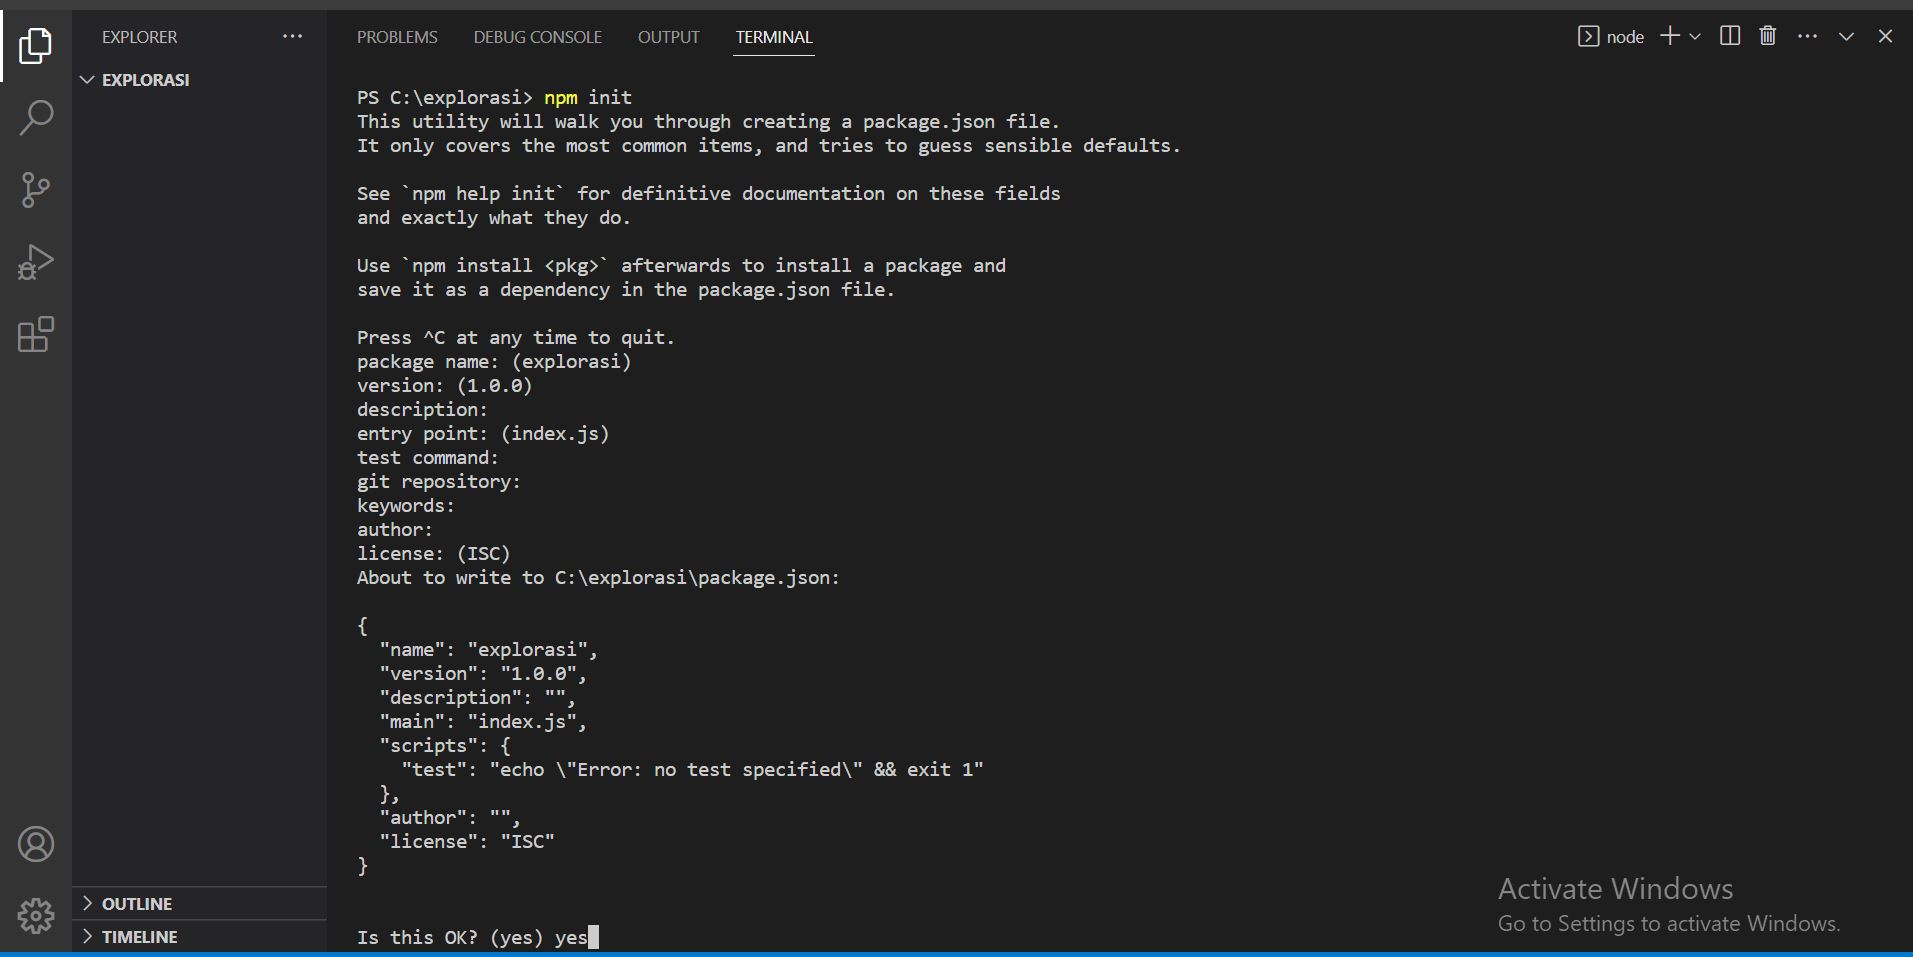 EXPLORER
EXPLORASI
OUTLINE
TIMELINE
PROBLEMS DEBUG CONSOLE OUTPUT TERMINAL
node
PS C:\explorasi> npm init
This utility will walk you through creating a package.json file.
It only covers the most common items, and tries to guess sensible defaults.
See `npm help init` for definitive documentation on these fields
and exactly what they do.
Use `npm install <pkg>` afterwards to install a package and
save it as a dependency in the package.json file.
Press ^C at any time to quit.
package name: (explorasi)
version: (1.0.0)
description:
entry point: (index.js)
test command:
git repository:
keywords:
author:
license: (ISC)
About to write to C:\explorasi\package.json:
{
  "name": "explorasi",
  "version": "1.0.0",
  "description": "",
  "main": "index.js",
  "scripts": {
    "test": "echo \"Error: no test specified\" && exit 1"
  },
  "author": "",
  "license": "ISC"
}
Is this OK? (yes) yes
Activate Windows
Go to Settings to activate Windows.